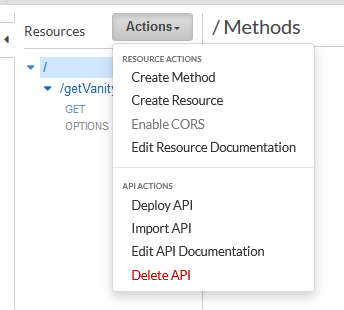 Resources
Actions
/ Methods
/
/getVanity
GET
OPTIONS
RESOURCE ACTIONS
Create Method
Create Resource
Enable CORS
Edit Resource Documentation
API ACTIONS
Deploy API
Import API
Edit API Documentation
Delete API